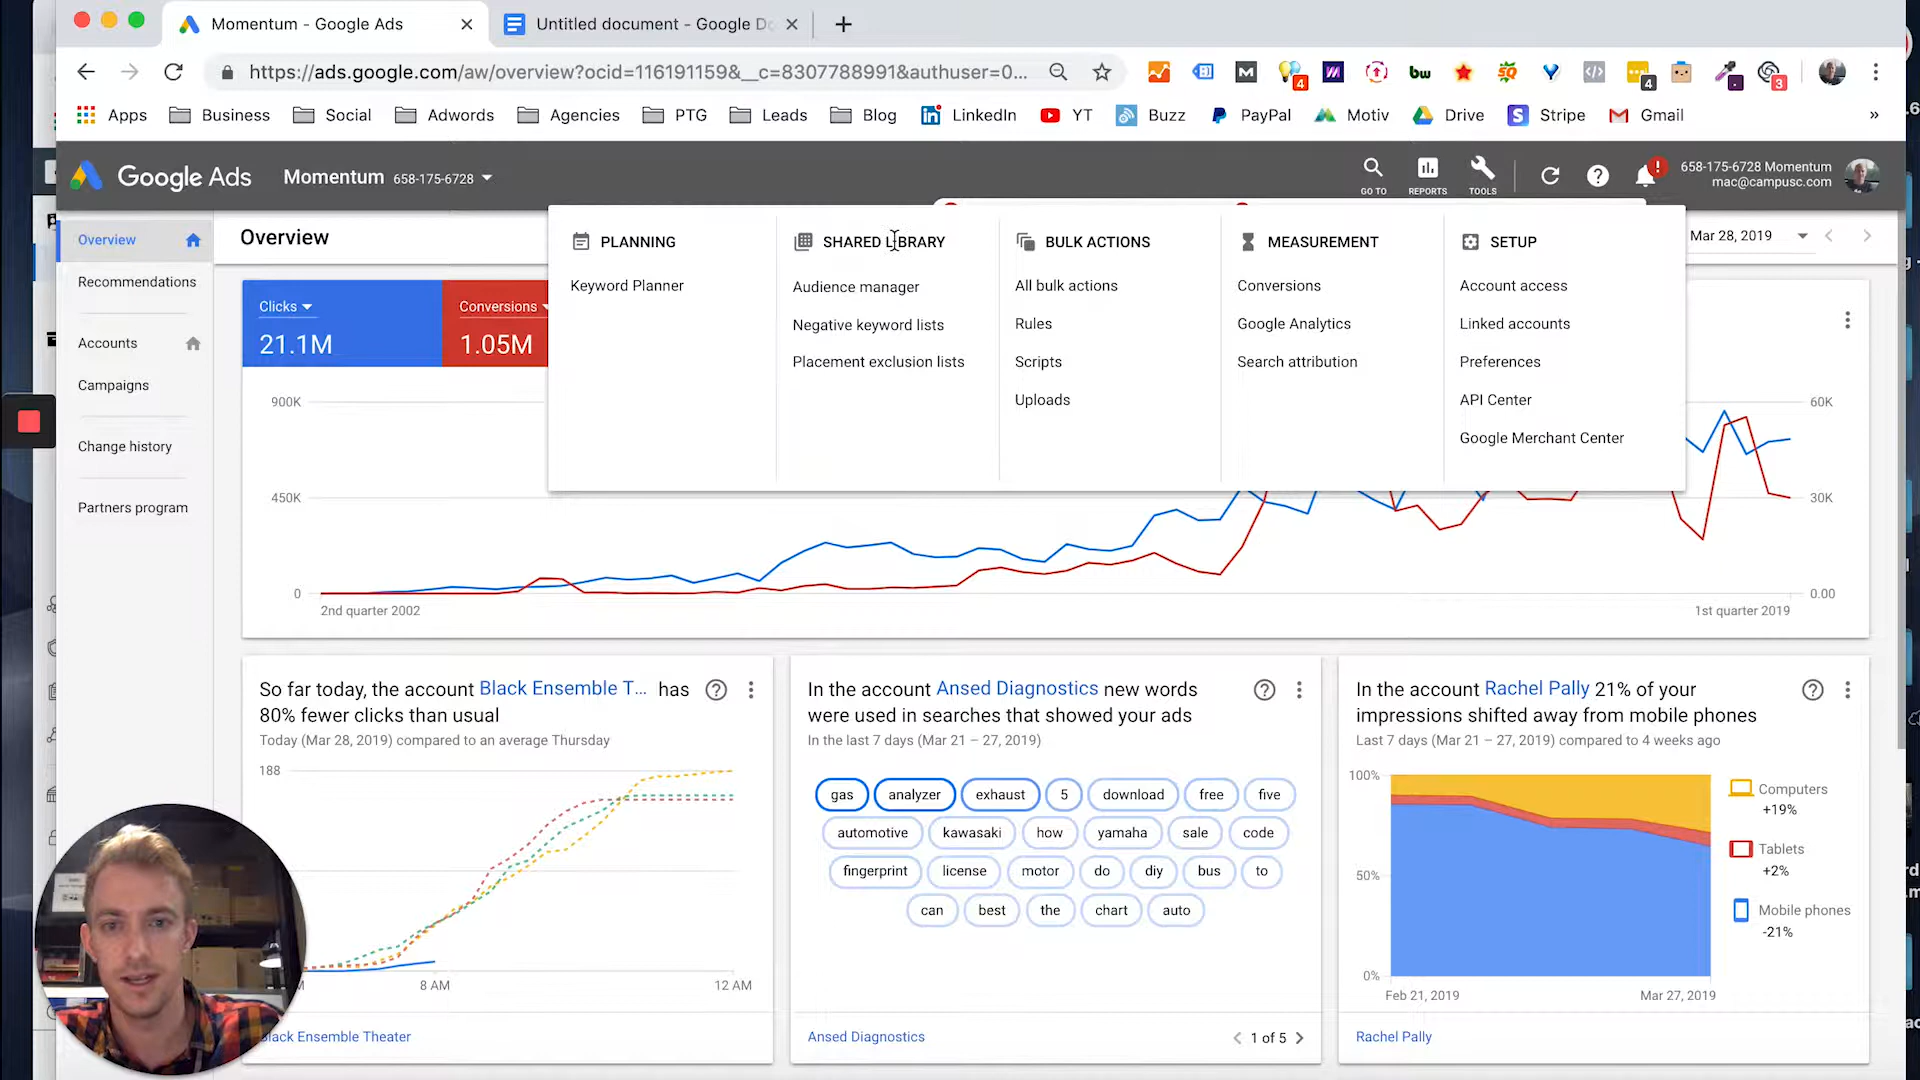 Momentum - Google Ads
Untitled document - Google Do
https://ads.google.com/aw/overview?ocid=116191159&__c=8307788991&authuser=0...
4
4
3
Apps
Business
Social
Adwords
Agencies
PTG
Leads
Blog
LinkedIn
YT
Buzz
PayPal
Motiv
Drive
Stripe
Gmail
»
Google Ads
Momentum 658-175-6728
GO TO
REPORTS
TOOLS
658-175-6728 Momentum
mac@campusc.com
Overview
Recommendations
Accounts
Campaigns
Change history
Partners program
Overview
Mar 28, 2019
PLANNING
Keyword Planner
SHARED LIBRARY
Audience manager
Negative keyword lists
Placement exclusion lists
BULK ACTIONS
All bulk actions
Rules
Scripts
Uploads
MEASUREMENT
Conversions
Google Analytics
Search attribution
SETUP
Account access
Linked accounts
Preferences
API Center
Google Merchant Center
Clicks
21.1M
Conversions
1.05M
900K
450K
0
60K
30K
0.00
2nd quarter 2002
1st quarter 2019
So far today, the account Black Ensemble T... has
80% fewer clicks than usual
Today (Mar 28, 2019) compared to an average Thursday
188
8 AM
12 AM
Black Ensemble Theater
In the account Ansed Diagnostics new words
were used in searches that showed your ads
In the last 7 days (Mar 21 – 27, 2019)
gas analyzer exhaust 5 download free five
automotive kawasaki how yamaha sale code
fingerprint license motor do diy bus to
can best the chart auto
Ansed Diagnostics
1 of 5
In the account Rachel Pally 21% of your
impressions shifted away from mobile phones
Last 7 days (Mar 21 – 27, 2019) compared to 4 weeks ago
100%
50%
0%
Feb 21, 2019
Mar 27, 2019
Computers
+19%
Tablets
+2%
Mobile phones
-21%
Rachel Pally